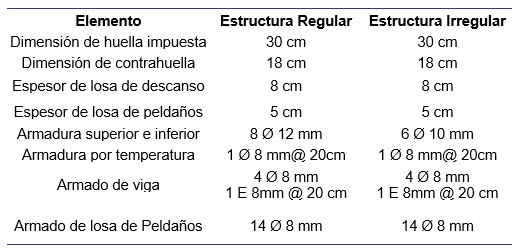 Elemento Estructura Regular Estructura Irregular
Dimensión de huella impuesta 30 cm 30 cm
Dimensión de contrahuella 18 cm 18 cm
Espesor de losa de descanso 8 cm 8 cm
Espesor de losa de peldaños 5 cm 5 cm
Armadura superior e inferior 8 Ø 12 mm 6 Ø 10 mm
Armadura por temperatura 1 Ø 8 mm@ 20cm 1 Ø 8 mm@ 20cm
Armado de viga 4 Ø 8 mm 4 Ø 8 mm
1 E 8mm @ 20 cm 1 E 8mm @ 20 cm
Armado de losa de Peldaños 14 Ø 8 mm 14 Ø 8 mm